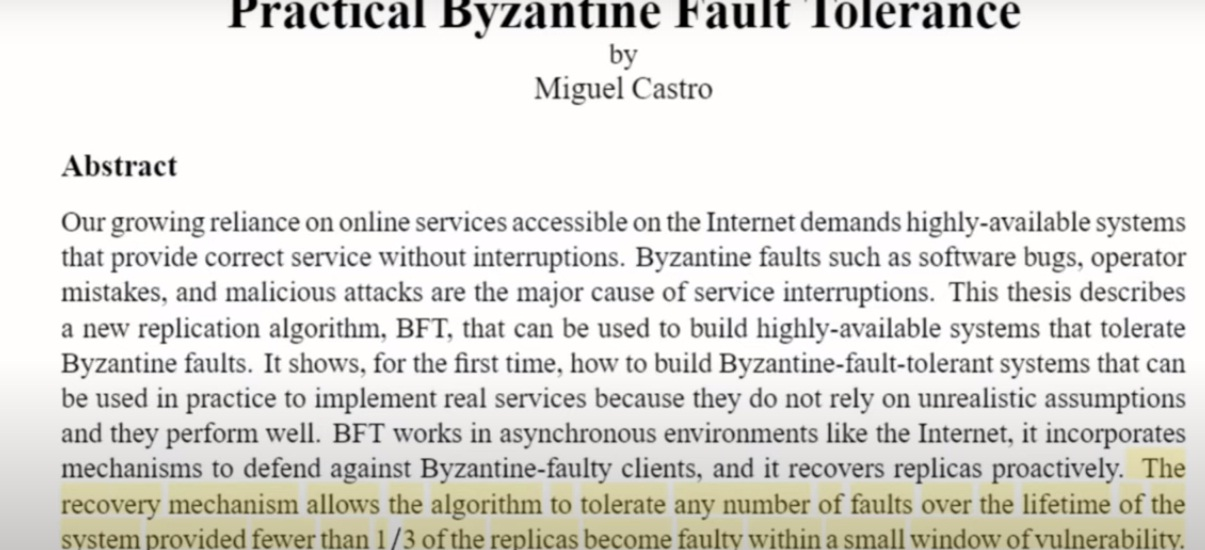 Practical Byzantine Fault Tolerance
by
Miguel Castro
Abstract
Our growing reliance on online services accessible on the Internet demands highly-available systems
that provide correct service without interruptions. Byzantine faults such as software bugs, operator
mistakes, and malicious attacks are the major cause of service interruptions. This thesis describes
a new replication algorithm, BFT, that can be used to build highly-available systems that tolerate
Byzantine faults. It shows, for the first time, how to build Byzantine-fault-tolerant systems that can
be used in practice to implement real services because they do not rely on unrealistic assumptions
and they perform well. BFT works in asynchronous environments like the Internet, it incorporates
mechanisms to defend against Byzantine-faulty clients, and it recovers replicas proactively. The
recovery mechanism allows the algorithm to tolerate any number of faults over the lifetime of the
system provided fewer than 1/3 of the replicas become faulty within a small window of vulnerability.